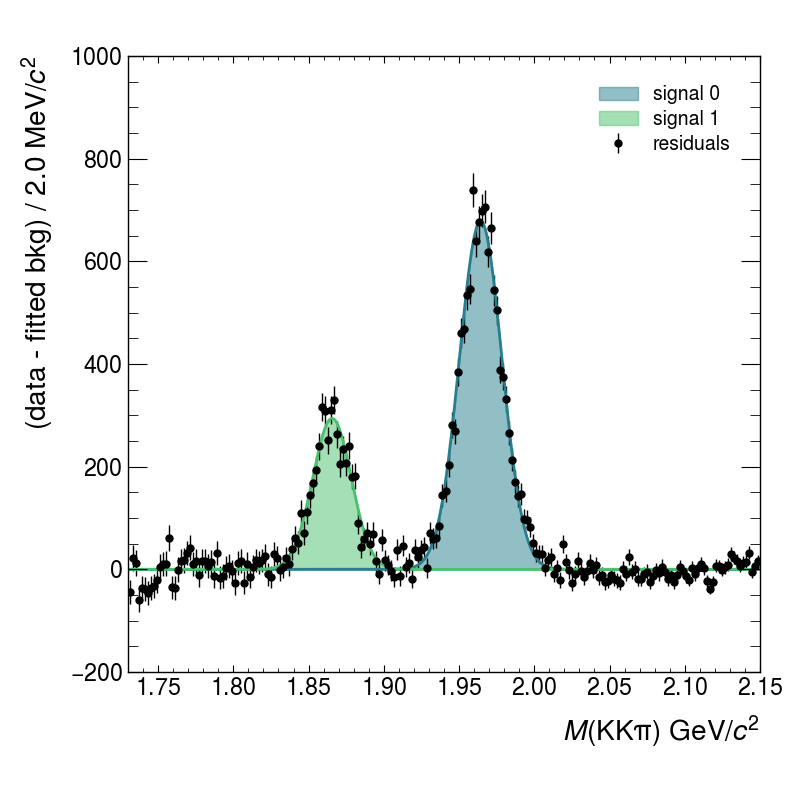 (data - fitted bkg) / 2.0 MeV/c²
1000
800
600
400
200
0
−200
signal 0
signal 1
residuals
1.75 1.80 1.85 1.90 1.95 2.00 2.05 2.10 2.15
M(KKπ) GeV/c²